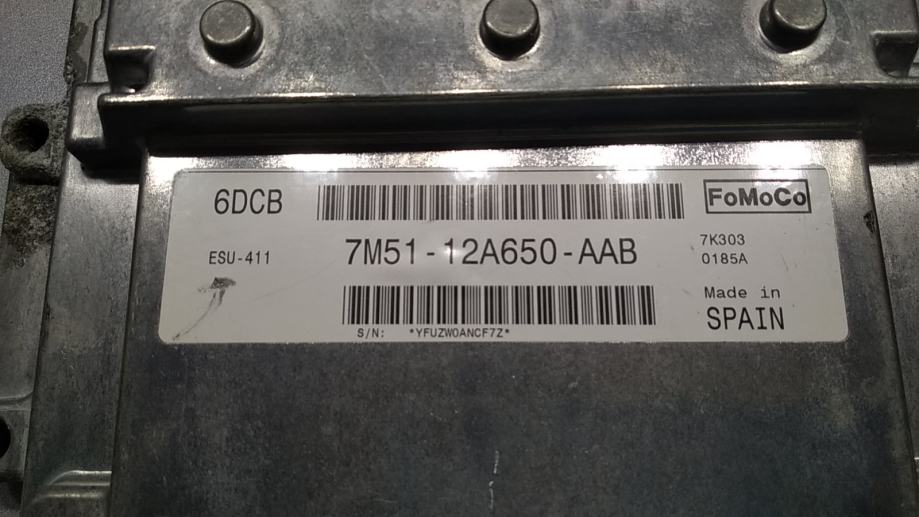 6DCB
FoMoCo
ESU-411
7M51-12A650-AAB
7K303
0185A
Made in
SPAIN
S/N: *YFUZW0ANCF7Z*